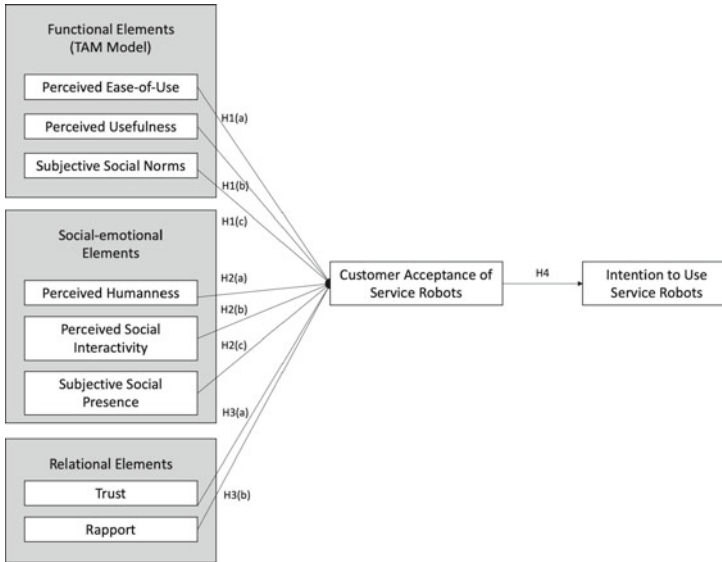 Functional Elements
(TAM Model)
Perceived Ease-of-Use
Perceived Usefulness
Subjective Social Norms
H1(a)
H1(b)
H1(c)
Social-emotional
Elements
Perceived Humanness
Perceived Social
Interactivity
Subjective Social
Presence
H2(a)
H2(b)
H2(c)
Relational Elements
Trust
Rapport
H3(a)
H3(b)
Customer Acceptance of
Service Robots
H4
Intention to Use
Service Robots